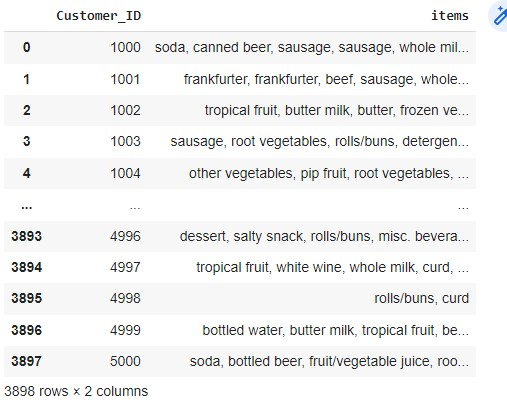 Customer_ID items
0 1000 soda, canned beer, sausage, sausage, whole mil...
1 1001 frankfurter, frankfurter, beef, sausage, whole...
2 1002 tropical fruit, butter milk, butter, frozen ve...
3 1003 sausage, root vegetables, rolls/buns, detergen...
4 1004 other vegetables, pip fruit, root vegetables, ...
... ... ...
3893 4996 dessert, salty snack, rolls/buns, misc. bevera...
3894 4997 tropical fruit, white wine, whole milk, curd, ...
3895 4998 rolls/buns, curd
3896 4999 bottled water, butter milk, tropical fruit, be...
3897 5000 soda, bottled beer, fruit/vegetable juice, roo...
3898 rows × 2 columns